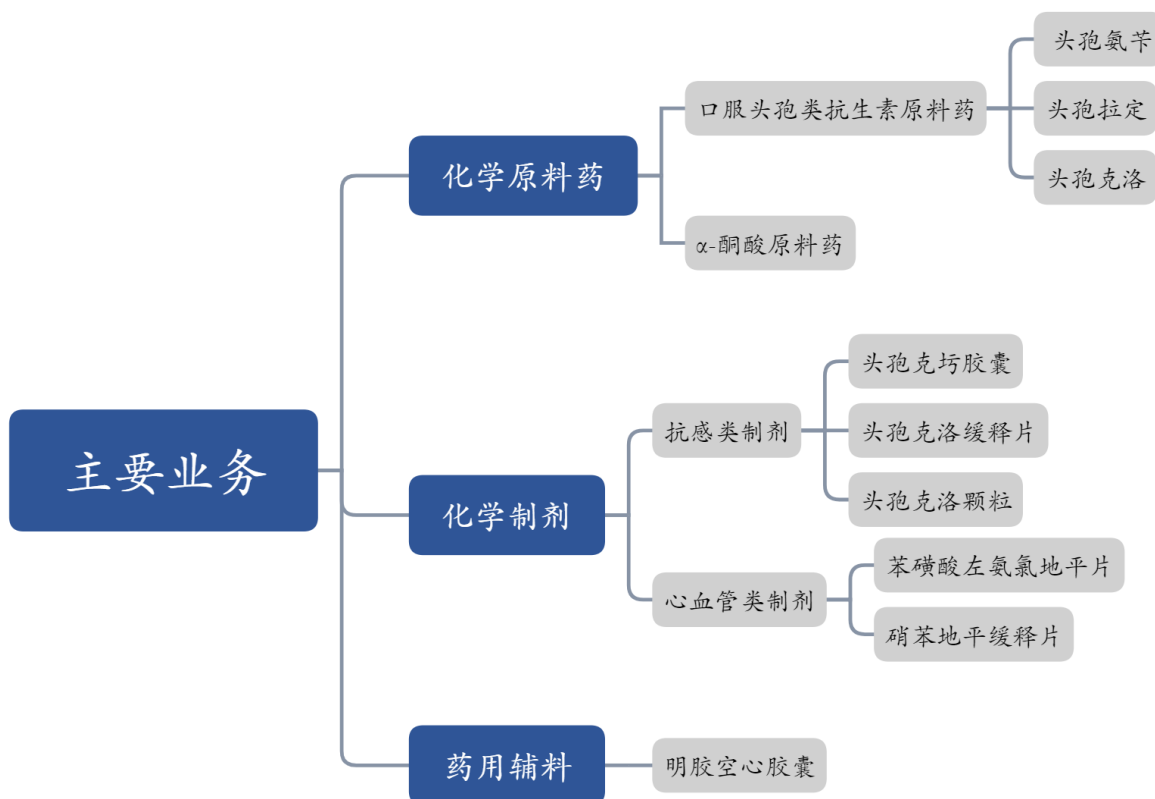 主要业务
化学原料药
口服头孢类抗生素原料药
头孢氨苄
头孢拉定
头孢克洛
α-酮酸原料药
化学制剂
抗感类制剂
头孢克圬胶囊
头孢克洛缓释片
头孢克洛颗粒
心血管类制剂
苯磺酸左氨氯地平片
硝苯地平缓释片
药用辅料
明胶空心胶囊